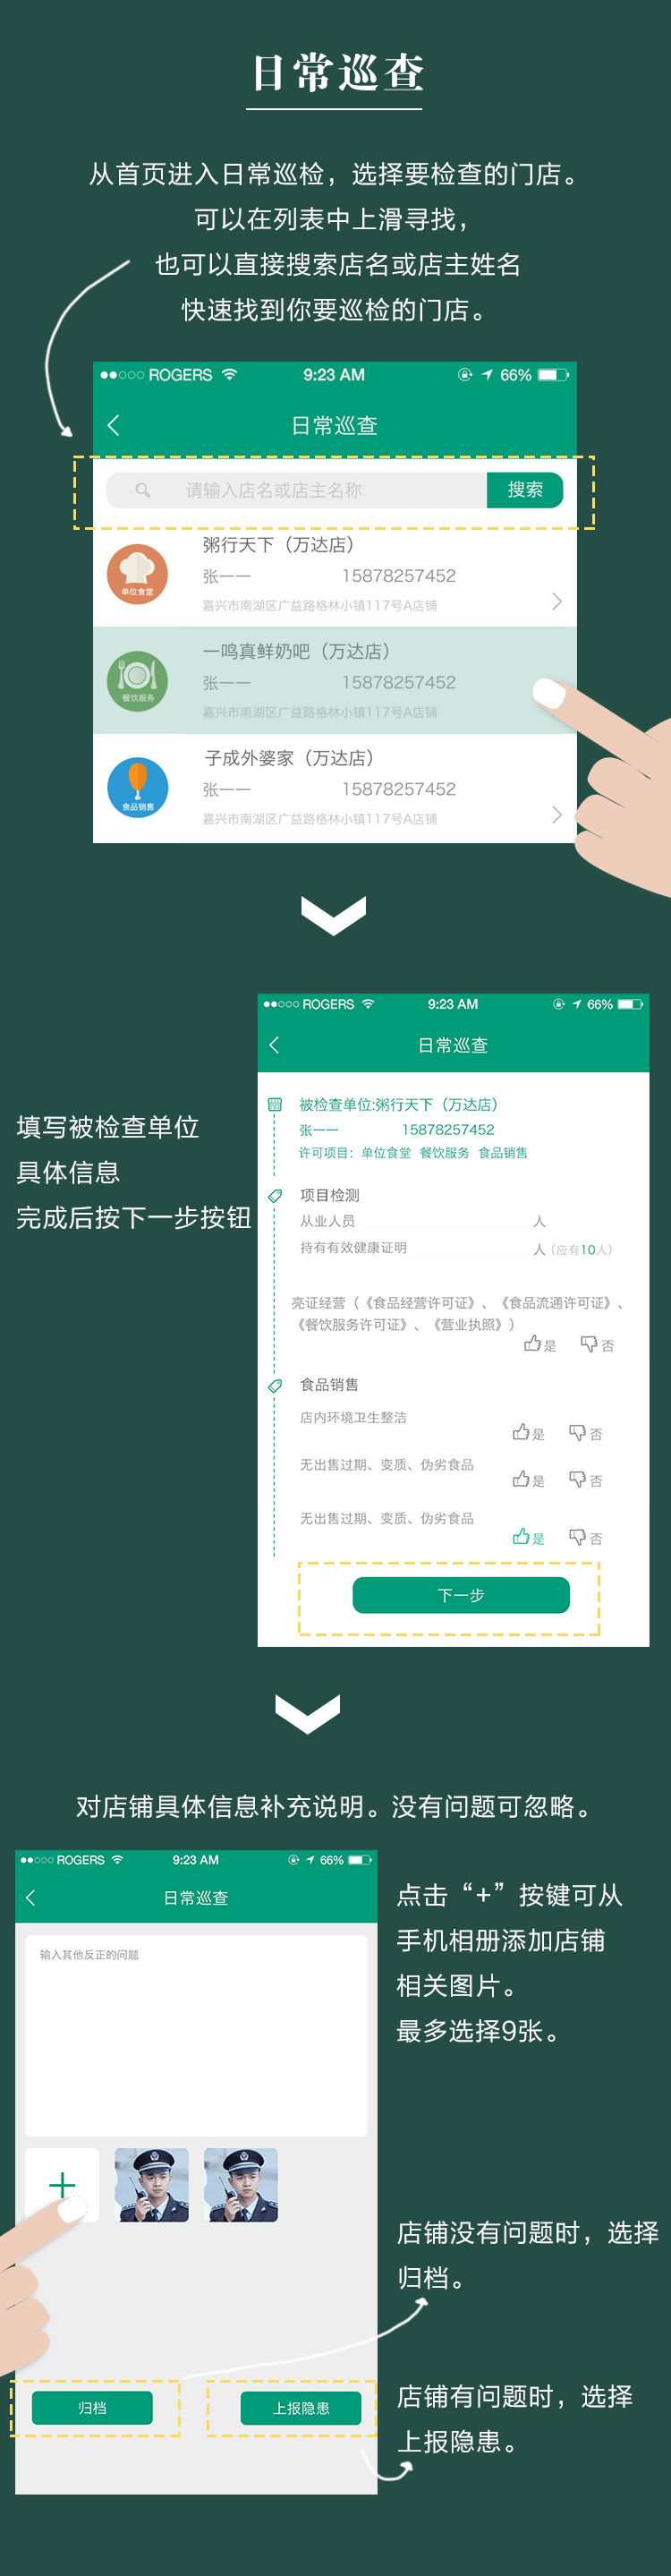 日常巡查
从首页进入日常巡检，选择要检查的门店。
可以在列表中上滑寻找，
也可以直接搜索店名或店主姓名
快速找到你要巡检的门店。
ROGERS 9:23 AM 66%
日常巡查
请输入店名或店主名称 搜索
粥行天下（万达店）
单位食堂
张一一 15878257452
嘉兴市南湖区广益路格林小镇117号A店铺
一鸣真鲜奶吧（万达店）
餐饮服务
张一一 15878257452
嘉兴市南湖区广益路格林小镇117号A店铺
子成外婆家（万达店）
食品销售
张一一 15878257452
嘉兴市南湖区广益路格林小镇117号A店铺
填写被检查单位
具体信息
完成后按下一步按钮
ROGERS 9:23 AM 66%
日常巡查
被检查单位:粥行天下（万达店）
张一一 15878257452
许可项目：单位食堂 餐饮服务 食品销售
项目检测
从业人员 人
持有有效健康证明 人（应有10人）
亮证经营（《食品经营许可证》、《食品流通许可证》、
《餐饮服务许可证》、《营业执照》）
是 否
食品销售
店内环境卫生整洁
是 否
无出售过期、变质、伪劣食品
是 否
无出售过期、变质、伪劣食品
是 否
下一步
对店铺具体信息补充说明。没有问题可忽略。
ROGERS 9:23 AM 66%
日常巡查
输入其他反正的问题
点击“+”按键可从
手机相册添加店铺
相关图片。
最多选择9张。
店铺没有问题时，选择
归档。
归档 上报隐患
店铺有问题时，选择
上报隐患。